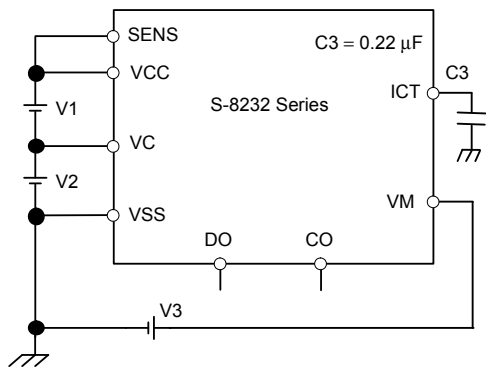 SENS
C3 = 0.22 μF
VCC
C3
ICT
S-8232 Series
V1
VC
V2
VM
VSS
DO
CO
V3